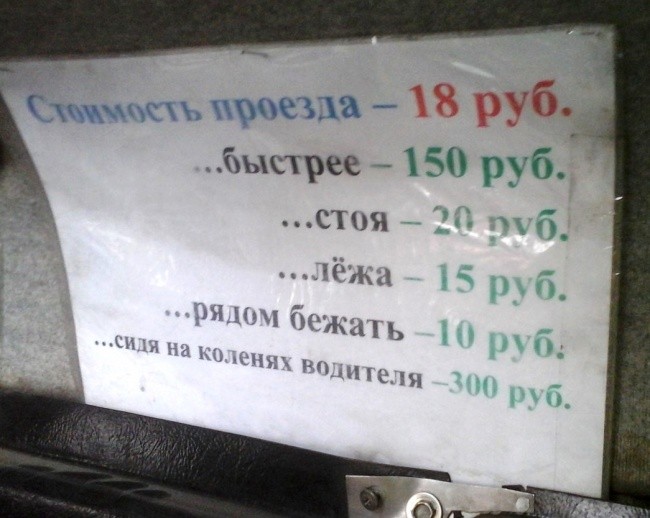 Стоимость проезда – 18 руб.
...быстрее – 150 руб.
...стоя – 20 руб.
...лёжа – 15 руб.
...рядом бежать –10 руб.
...сидя на коленях водителя –300 руб.